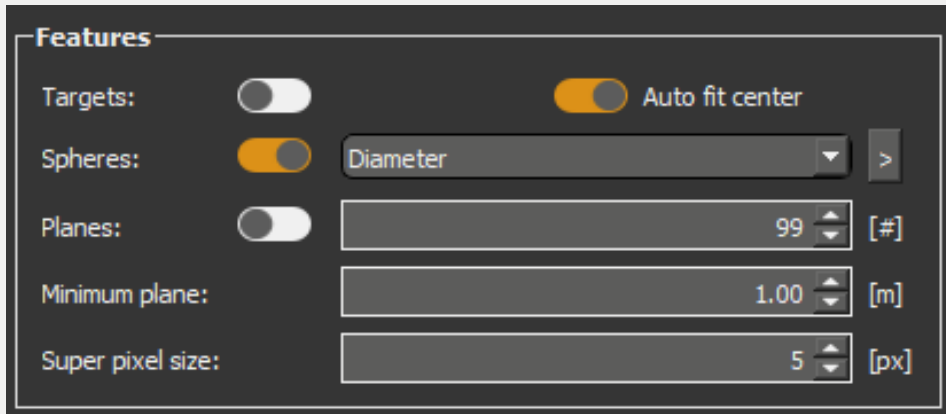 Features
Targets: Auto fit center
Spheres: Diameter >
Planes: 99 [#]
Minimum plane: 1.00 [m]
Super pixel size: 5 [px]